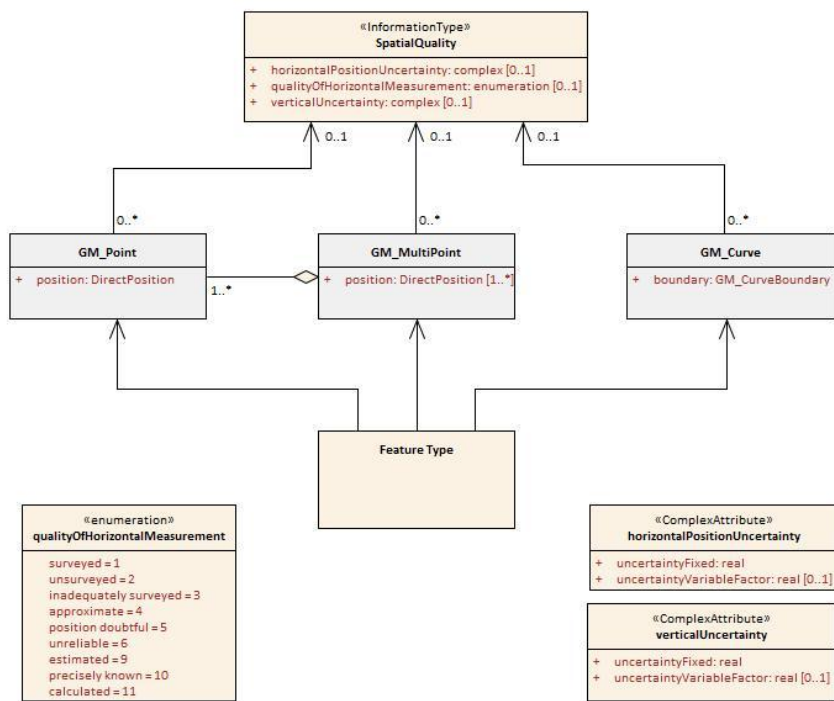 «InformationType»
SpatialQuality
+ horizontalPositionUncertainty: complex [0..1]
+ qualityOfHorizontalMeasurement: enumeration [0..1]
+ verticalUncertainty: complex [0..1]
0..1
0..1
0..1
0..*
0..*
0..*
GM_Point
+ position: DirectPosition
1..*
GM_MultiPoint
+ position: DirectPosition [1..*]
GM_Curve
+ boundary: GM_CurveBoundary
Feature Type
«enumeration»
qualityOfHorizontalMeasurement
surveyed = 1
unsurveyed = 2
inadequately surveyed = 3
approximate = 4
position doubtful = 5
unreliable = 6
estimated = 9
precisely known = 10
calculated = 11
«ComplexAttribute»
horizontalPositionUncertainty
+ uncertaintyFixed: real
+ uncertaintyVariableFactor: real [0..1]
«ComplexAttribute»
verticalUncertainty
+ uncertaintyFixed: real
+ uncertaintyVariableFactor: real [0..1]